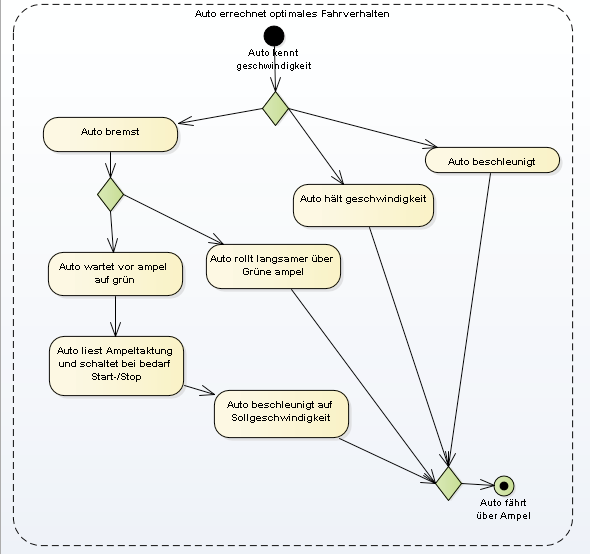 Auto errechnet optimales Fahrverhalten
Auto kennt
geschwindigkeit
Auto bremst
Auto beschleunigt
Auto hält geschwindigkeit
Auto wartet vor ampel
auf grün
Auto rollt langsamer über
Grüne ampel
Auto liest Ampeltaktung
und schaltet bei bedarf
Start-/Stop
Auto beschleunigt auf
Sollgeschwindigkeit
Auto fährt
über Ampel